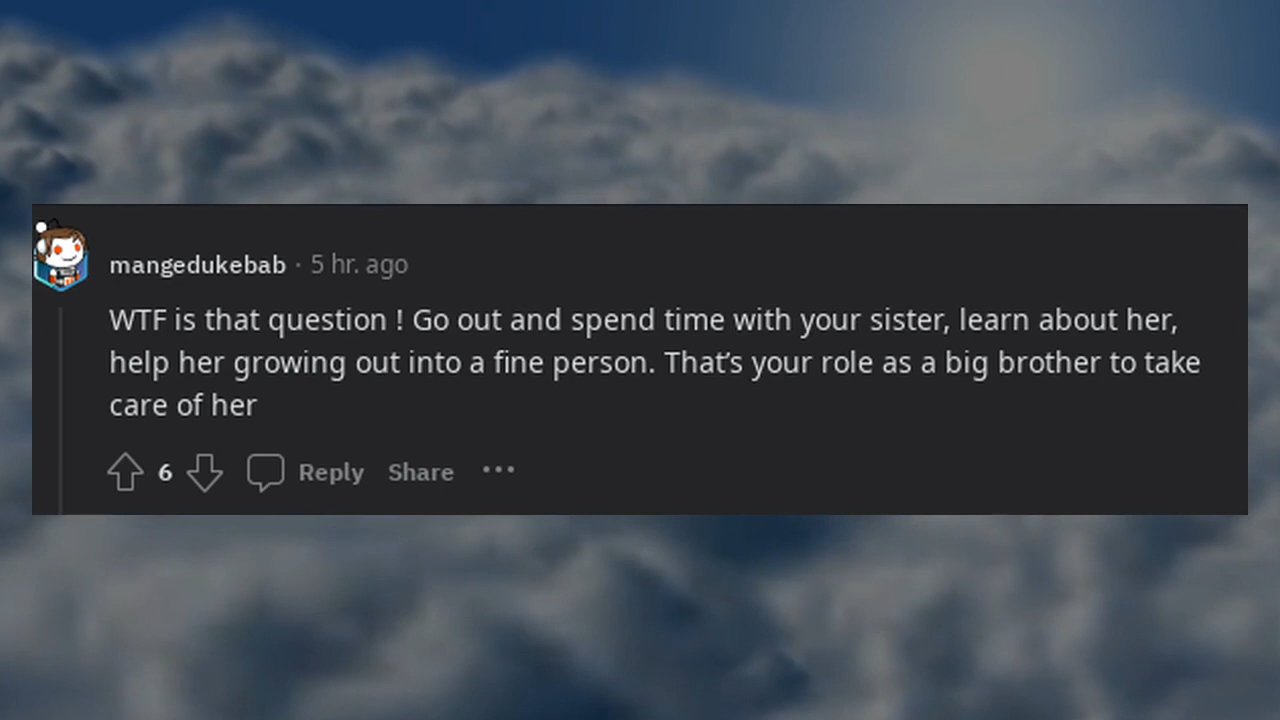 mangedukebab · 5 hr. ago
WTF is that question ! Go out and spend time with your sister, learn about her,
help her growing out into a fine person. That’s your role as a big brother to take
care of her
6 Reply Share ···